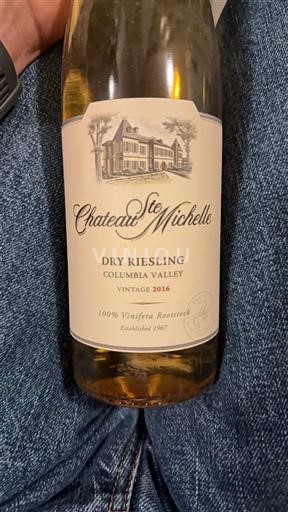 Chateau Ste Michelle
VINIOU
DRY RIESLING
COLUMBIA VALLEY
VINTAGE 2016
100% Vinifera Rootstock
Established 1967